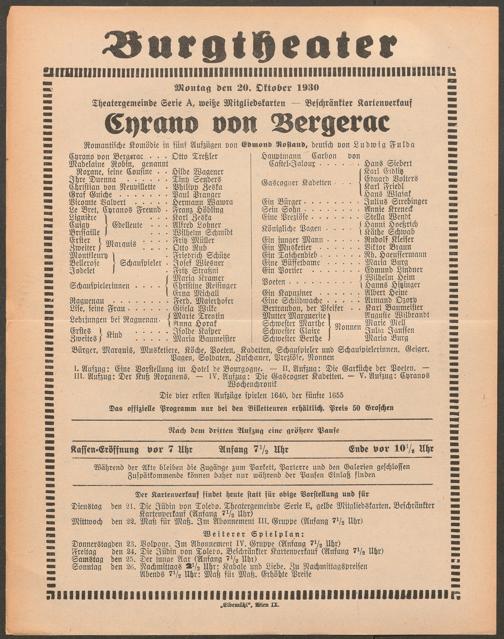 Burgtheater
Montag den 20. Oktober 1930
Theatergemeinde Serie A, weiße Mitgliedskarten — Beschränkter Kartenverkauf
Cyrano von Bergerac
Romantische Komödie in fünf Aufzügen von Edmond Rostand, deutsch von Ludwig Fulda
Cyrano von Bergerac . . . Otto Treßler
Madeleine Robin, genannt
Roxane, seine Cousine . . Hilde Wagener
Ihre Duenna . . . Tiny Senders
Christian von Neuvillette . Philipp Zeska
Graf Guiche . . . Paul
Vicomte Valvert . . . Hermann Wawra
Le Bret, Cyranos Freund . Franz Höbling
Lignière . . . Karl Zeska
Cuigy } Edelleute . . Alfred Lohner
Brissaille . . Wilhelm Schmidt
Erster } Marquis . . Fritz Müller
Zweiter . . Otto
Montfleury } Schauspieler . . Friedrich Schütze
Bellerose . . Josef Wiesner
Jodelet . . Fritz Straßni
Schauspielerinnen . . . { Maria Kramer
Christine
Erna Michall
Ragueneau . . . Ferd. Maierhofer
Lise, seine Frau . . . Gisela Wilke
Lehrjungen bei Ragueneau . { Marie
Anna Horak
Erstes } Kind . . . Isolde Kaiser
Zweites . . . Maria Baumeister
Hauptmann Carbon von
Castel-Jaloux . . . Hans Siebert
Gascogner Kadetten . . { Karl Eidlitz
Eduard Volters
Karl Friedl
Hans Wlasak
Ein Bürger . . . Julius Strebinger
Sein Sohn . . . Annie Kreneck
Eine Preziöse . . . Stella Wendt
Königliche Pagen . . { Hanni Hoeßrich
Käthe Schwab
Ein junger Mann . . . Rudolf Kleifer
Ein Musketier . . . Viktor Braun
Ein Taschendieb . . . Rh. Haeussermann
Eine Büfettdame . . . Maria Burg
Ein Portier . . . Edmund Lindner
Poeten . . . { Wilhelm Heim
Hanns Hitzinger
Ein Kapuziner . . . Albert Heine
Eine Schildwache . . . Armand Ozory
Bertrandou, der Pfeifer . . Karl Baumeister
Mutter Marguerite } Nonnen Auguste Wilbrandt
Schwester Marthe Marie Mell
Schwester Claire Julia Janssen
Schwester Berthe Maria Burg
Bürger, Marquis, Musketiere, Köche, Poeten, Kadetten, Schauspieler und Schauspielerinnen, Geiger,
Pagen, Soldaten, Zuschauer, Preziöse, Nonnen
I. Aufzug: Eine Vorstellung im Hotel de Bourgogne. — II. Aufzug: Die Garküche der Poeten. —
III. Aufzug: Der Kuß Roxanens. — IV. Aufzug: Die Gascogner Kadetten. — V. Aufzug: Cyranos
Wochenchronik
Die vier ersten Aufzüge spielen 1640, der fünfte 1655
Das offizielle Programm nur bei den Billetteuren erhältlich. Preis 50 Groschen
Nach dem dritten Aufzug eine größere Pause
Kassen-Eröffnung vor 7 Uhr Anfang 7½ Uhr Ende vor 10½ Uhr
Während der Akte bleiben die Zugänge zum Parkett, Parterre und den Galerien geschlossen
Zuspätkommende können daher nur während der Pausen Einlaß finden
Der Kartenverkauf findet heute statt für obige Vorstellung und für
Dienstag den 21. Die Jüdin von Toledo. Theatergemeinde Serie E, gelbe Mitgliedskarten. Beschränkter
Kartenverkauf (Anfang 7½ Uhr)
Mittwoch den 22. Maß für Maß. Im Abonnement III. Gruppe (Anfang 7½ Uhr)
Weiterer Spielplan:
Donnerstag den 23. Volpone. Im Abonnement IV. Gruppe (Anfang 7½ Uhr)
Freitag den 24. Die Jüdin von Toledo. Beschränkter Kartenverkauf (Anfang 7½ Uhr)
Samstag den 25. Der junge Aar (Anfang 7½ Uhr)
Sonntag den 26. Nachmittags 2½ Uhr: Kabale und Liebe. Zu Nachmittagspreisen
Abends 7½ Uhr: Maß für Maß. Erhöhte Preise
„Elbemühl“, Wien IX.